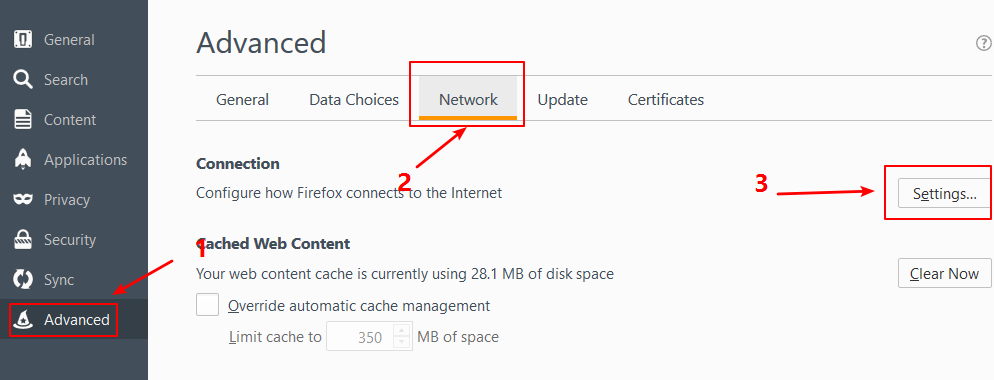 General
Search
Content
Applications
Privacy
Security
Sync
Advanced
1
Advanced
?
General Data Choices Network Update Certificates
2
Connection
Configure how Firefox connects to the Internet
3
Settings...
Cached Web Content
Your web content cache is currently using 28.1 MB of disk space
Clear Now
Override automatic cache management
Limit cache to 350 MB of space